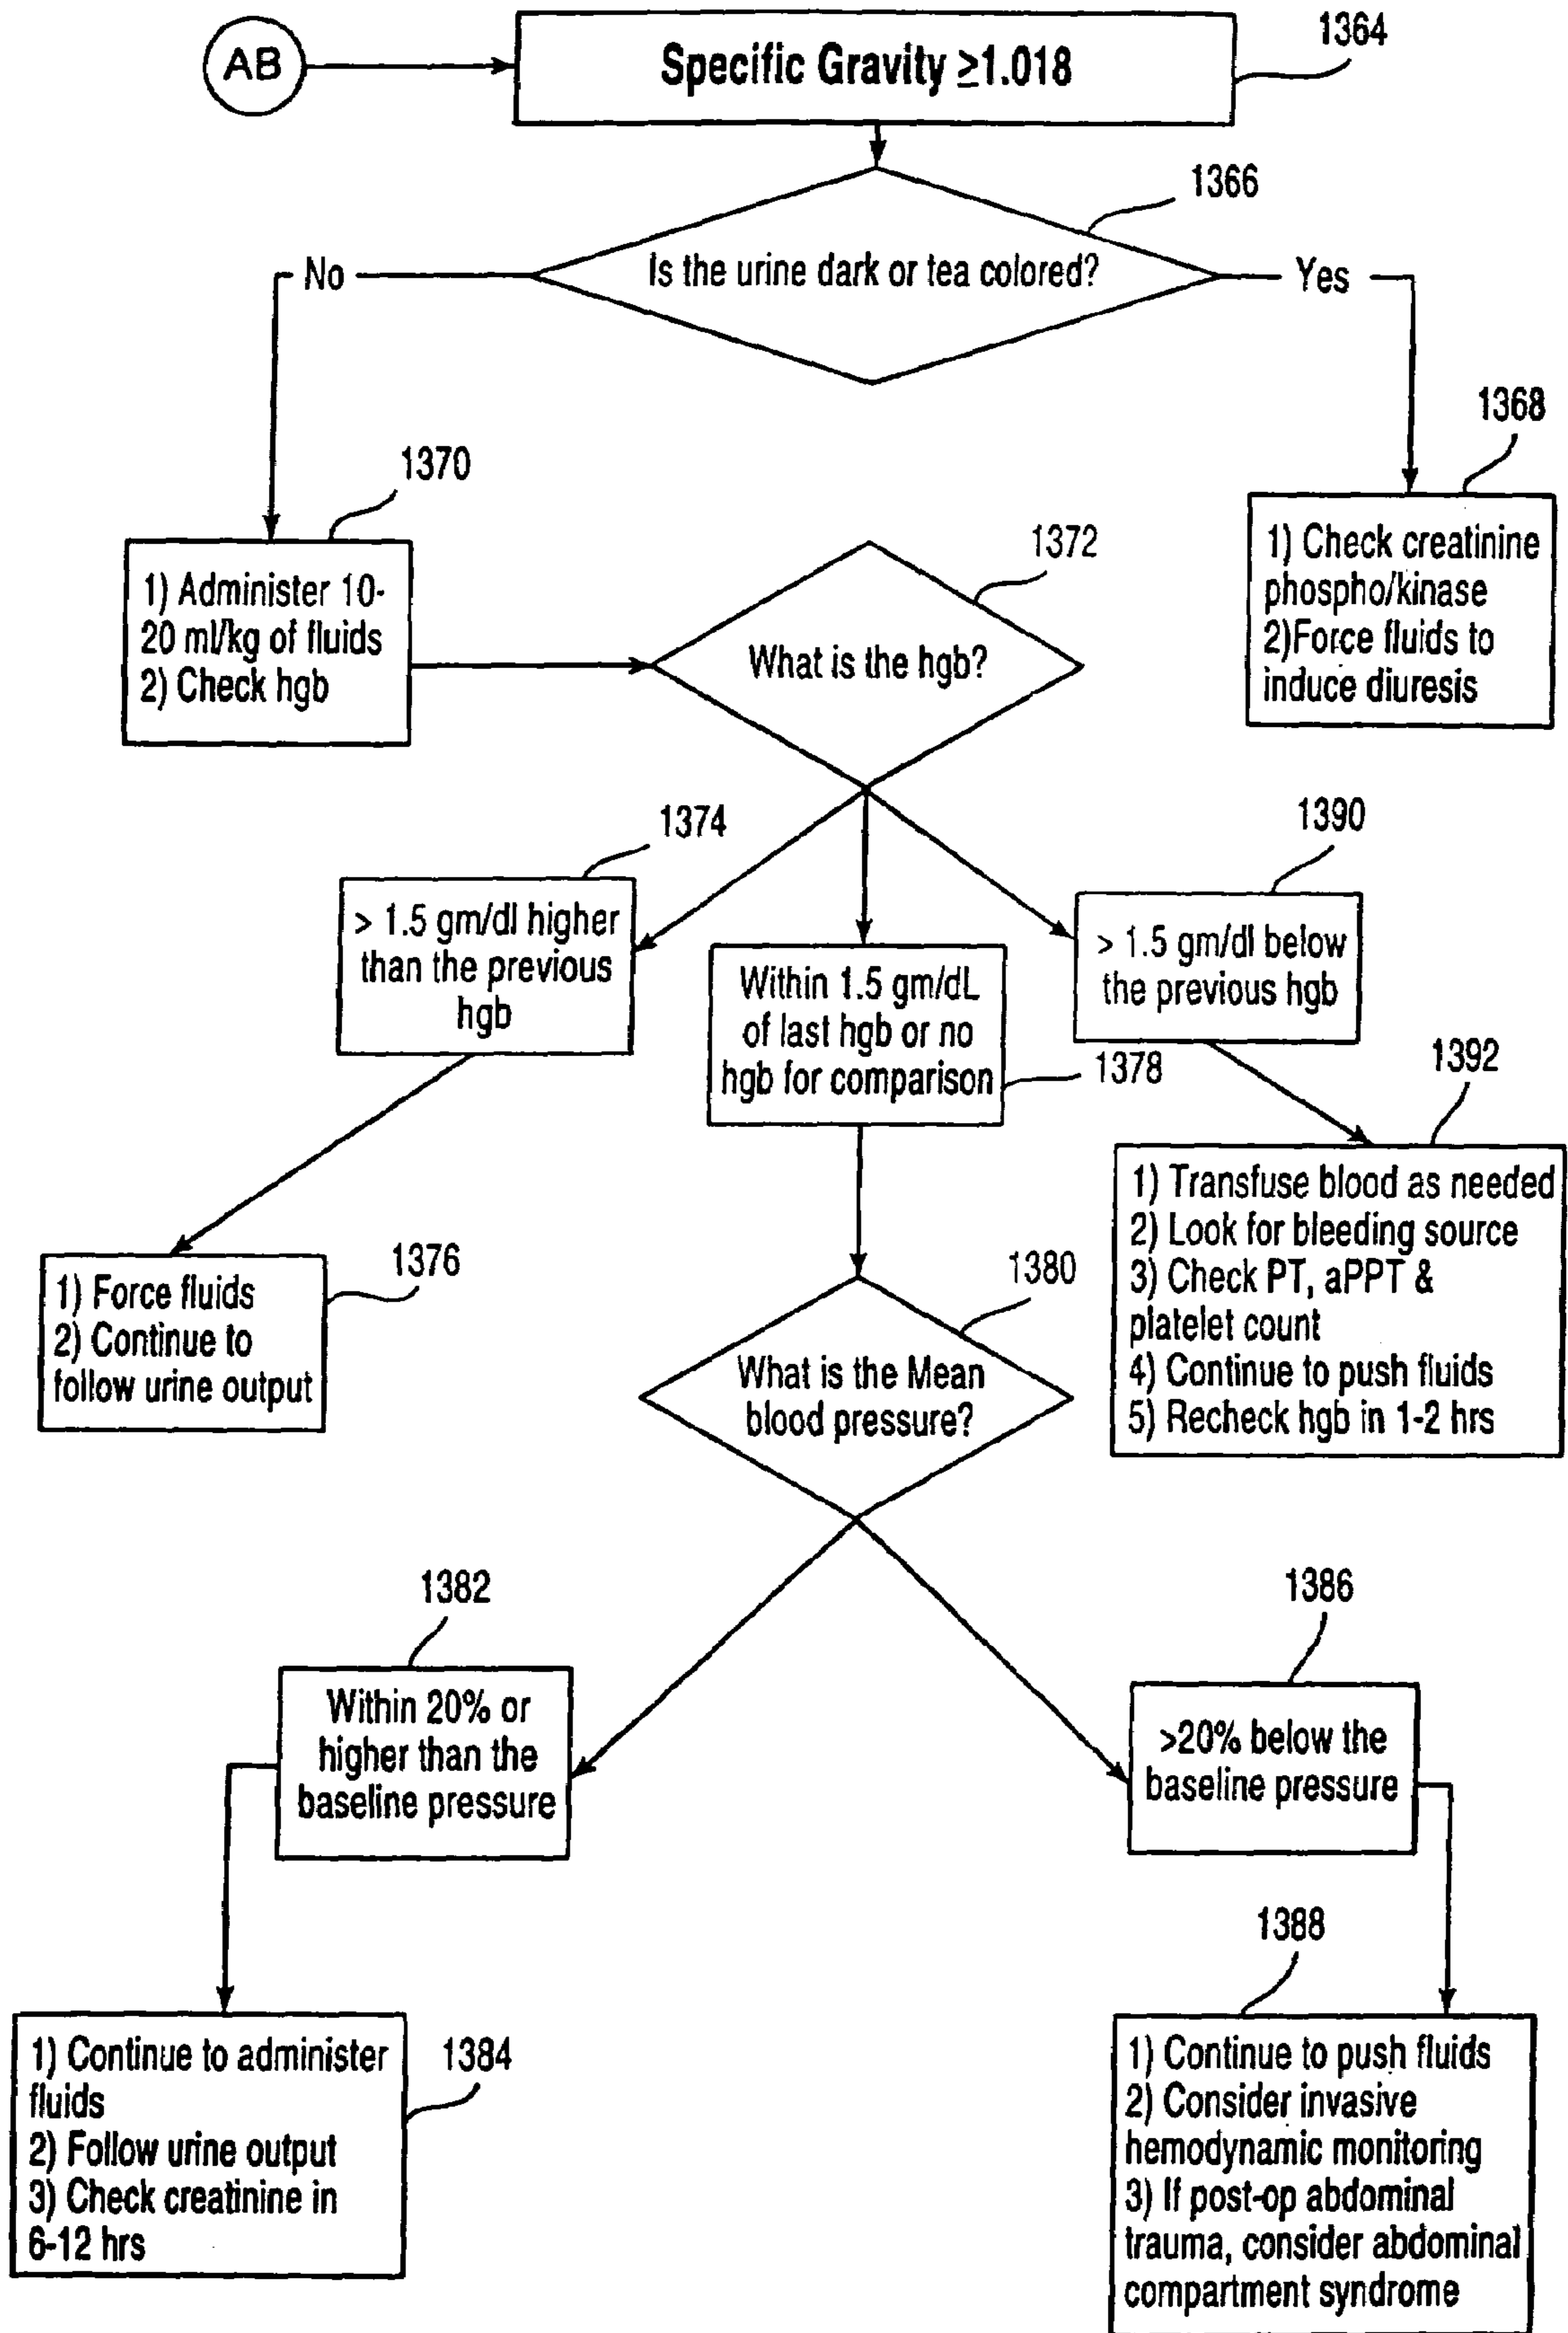 AB
Specific Gravity ≥1.018
1364
1366
Is the urine dark or tea colored?
No
Yes
1368
1) Check creatinine
phospho/kinase
2)Force fluids to
induce diuresis
1370
1) Administer 10-
20 ml/kg of fluids
2) Check hgb
1372
What is the hgb?
1374
> 1.5 gm/dl higher
than the previous
hgb
1390
> 1.5 gm/dl below
the previous hgb
Within 1.5 gm/dL
of last hgb or no
hgb for comparison
1378
1392
1) Transfuse blood as needed
2) Look for bleeding source
3) Check PT, aPPT &
platelet count
4) Continue to push fluids
5) Recheck hgb in 1-2 hrs
1376
1) Force fluids
2) Continue to
follow urine output
1380
What is the Mean
blood pressure?
1382
Within 20% or
higher than the
baseline pressure
1386
>20% below the
baseline pressure
1384
1) Continue to administer
fluids
2) Follow urine output
3) Check creatinine in
6-12 hrs
1388
1) Continue to push fluids
2) Consider invasive
hemodynamic monitoring
3) If post-op abdominal
trauma, consider abdominal
compartment syndrome